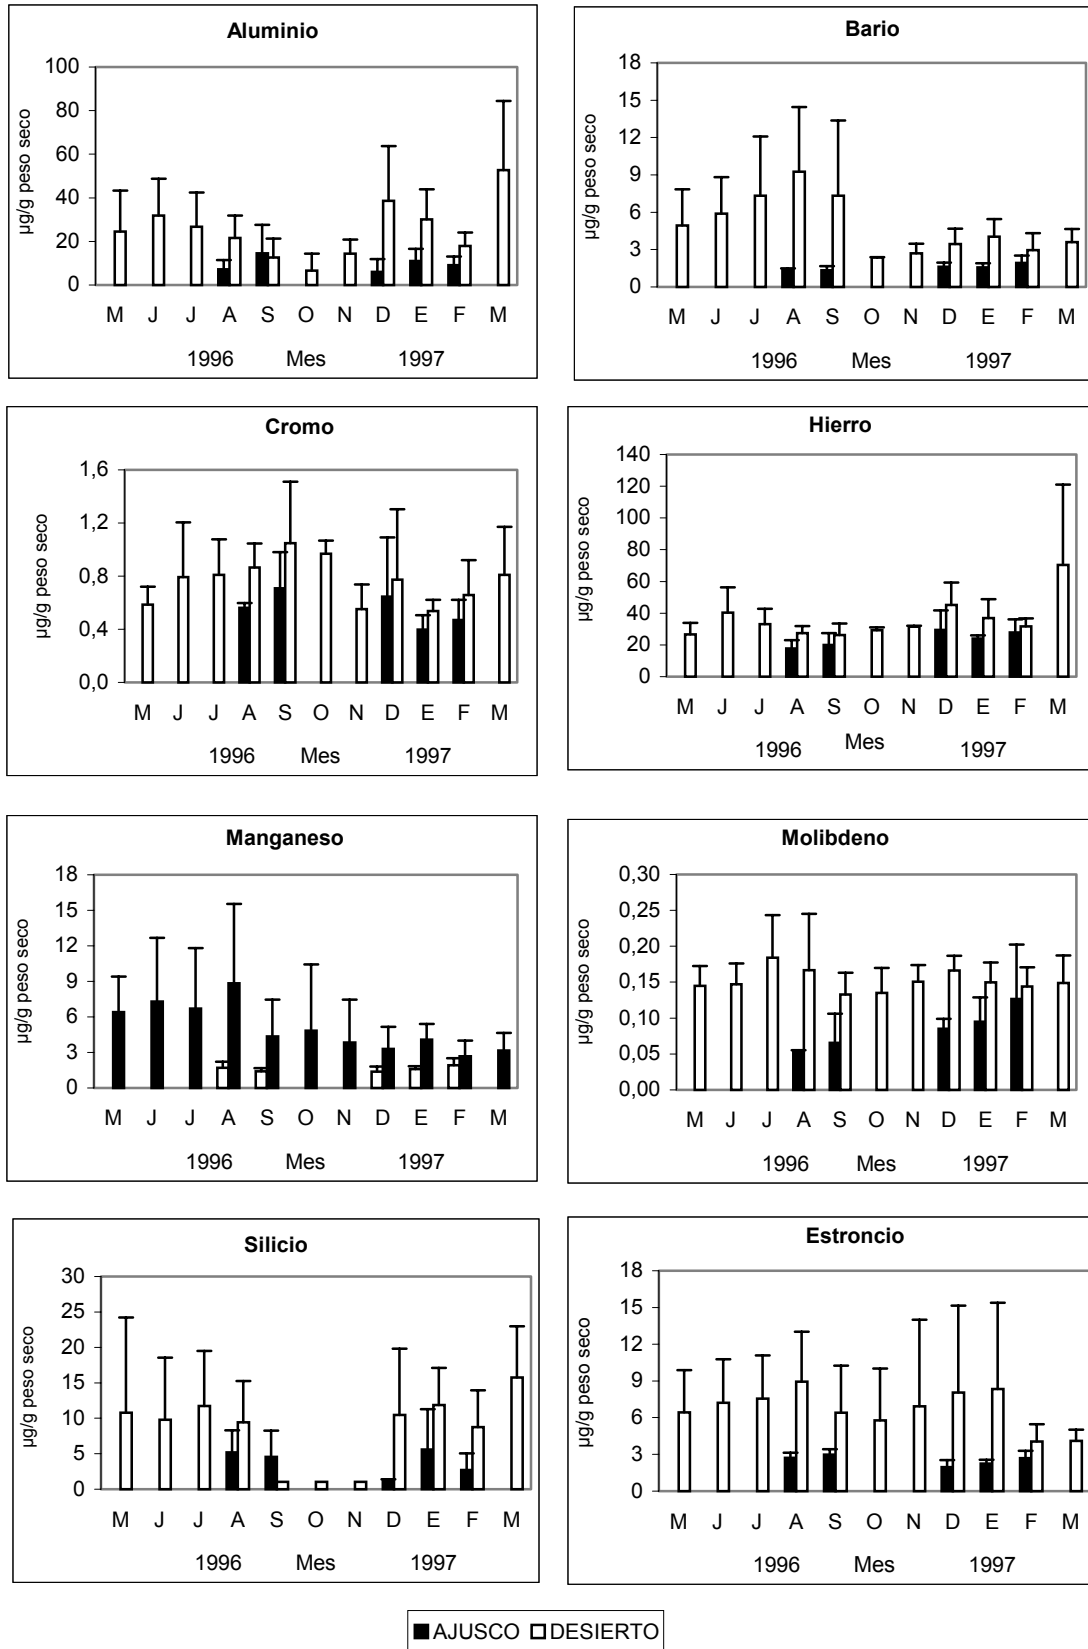 Aluminio
µg/g peso seco
100
80
60
40
20
0
M J J A S O N D E F M
1996 Mes 1997
Bario
µg/g peso seco
18
15
12
9
6
3
0
M J J A S O N D E F M
1996 Mes 1997
Cromo
µg/g peso seco
1,6
1,2
0,8
0,4
0,0
M J J A S O N D E F M
1996 Mes 1997
Hierro
µg/g peso seco
140
120
100
80
60
40
20
0
M J J A S O N D E F M
1996 Mes 1997
Manganeso
µg/g peso seco
18
15
12
9
6
3
0
M J J A S O N D E F M
1996 Mes 1997
Molibdeno
µg/g peso seco
0,30
0,25
0,20
0,15
0,10
0,05
0,00
M J J A S O N D E F M
1996 Mes 1997
Silicio
µg/g peso seco
30
25
20
15
10
5
0
M J J A S O N D E F M
1996 Mes 1997
Estroncio
µg/g peso seco
18
15
12
9
6
3
0
M J J A S O N D E F M
1996 Mes 1997
AJUSCO DESIERTO